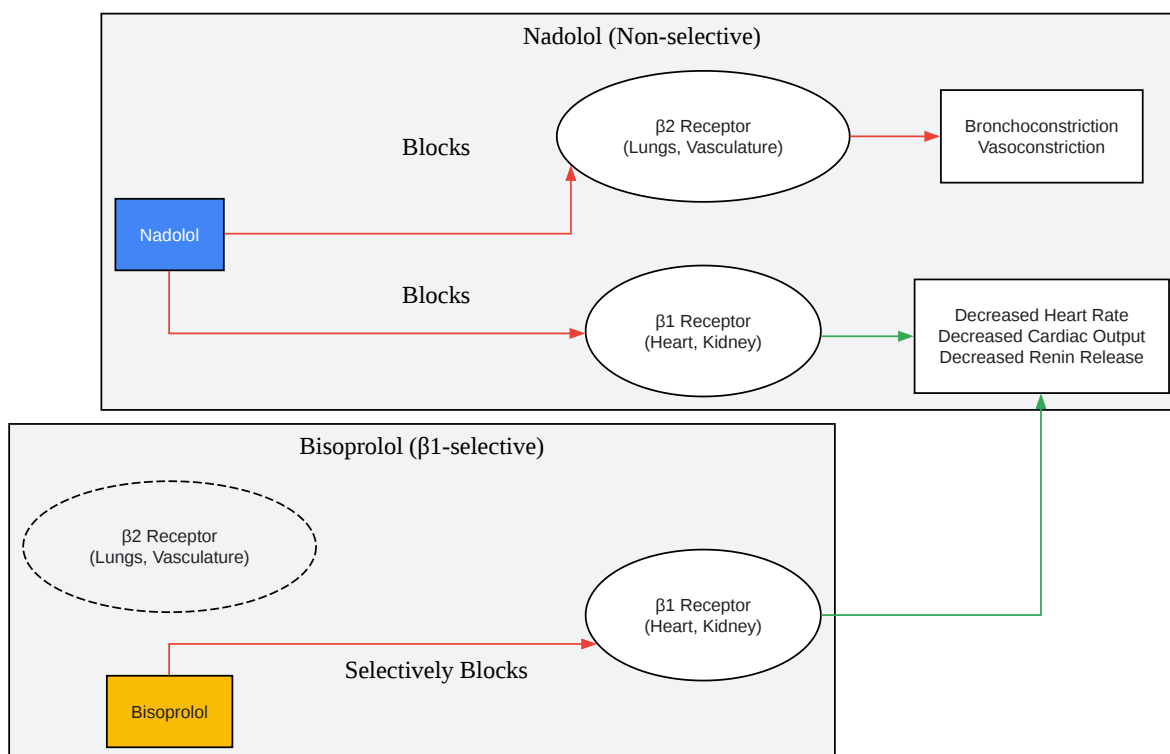 Nadolol (Non-selective)
β2 Receptor
(Lungs, Vasculature)
Bronchoconstriction
Vasoconstriction
Blocks
Nadolol
Blocks
β1 Receptor
(Heart, Kidney)
Decreased Heart Rate
Decreased Cardiac Output
Decreased Renin Release
Bisoprolol (β1-selective)
β2 Receptor
(Lungs, Vasculature)
β1 Receptor
(Heart, Kidney)
Selectively Blocks
Bisoprolol